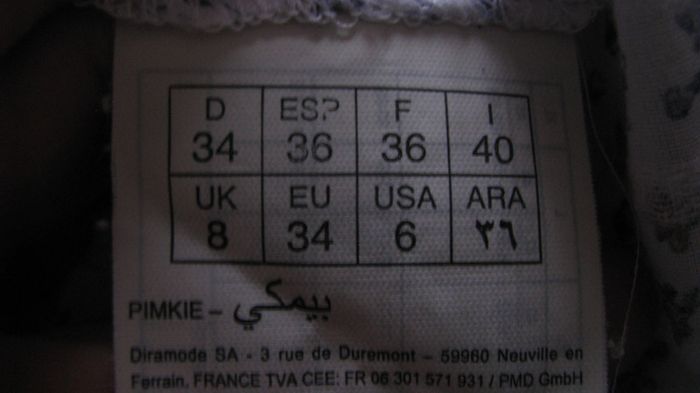 D ESP F I
34 36 36 40
UK EU USA ARA
8 34 6 ٣٦
PIMKIE – بيمكي
Diramode SA - 3 rue de Duremont – 59960 Neuville en
Ferrain, FRANCE TVA CEE: FR 06 301 571 931 / PMD GmbH